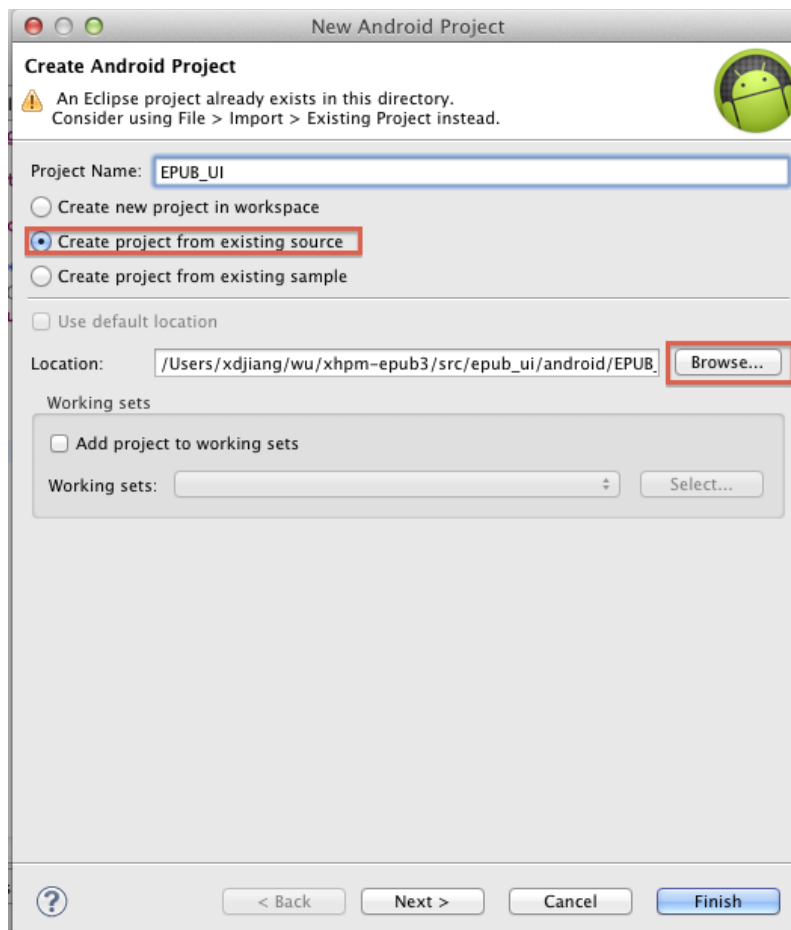 New Android Project
Create Android Project
An Eclipse project already exists in this directory.
Consider using File > Import > Existing Project instead.
Project Name: EPUB_UI
Create new project in workspace
Create project from existing source
Create project from existing sample
Use default location
Location: /Users/xdjiang/wu/xhpm-epub3/src/epub_ui/android/EPUB_ Browse...
Working sets
Add project to working sets
Working sets: Select...
? < Back Next > Cancel Finish